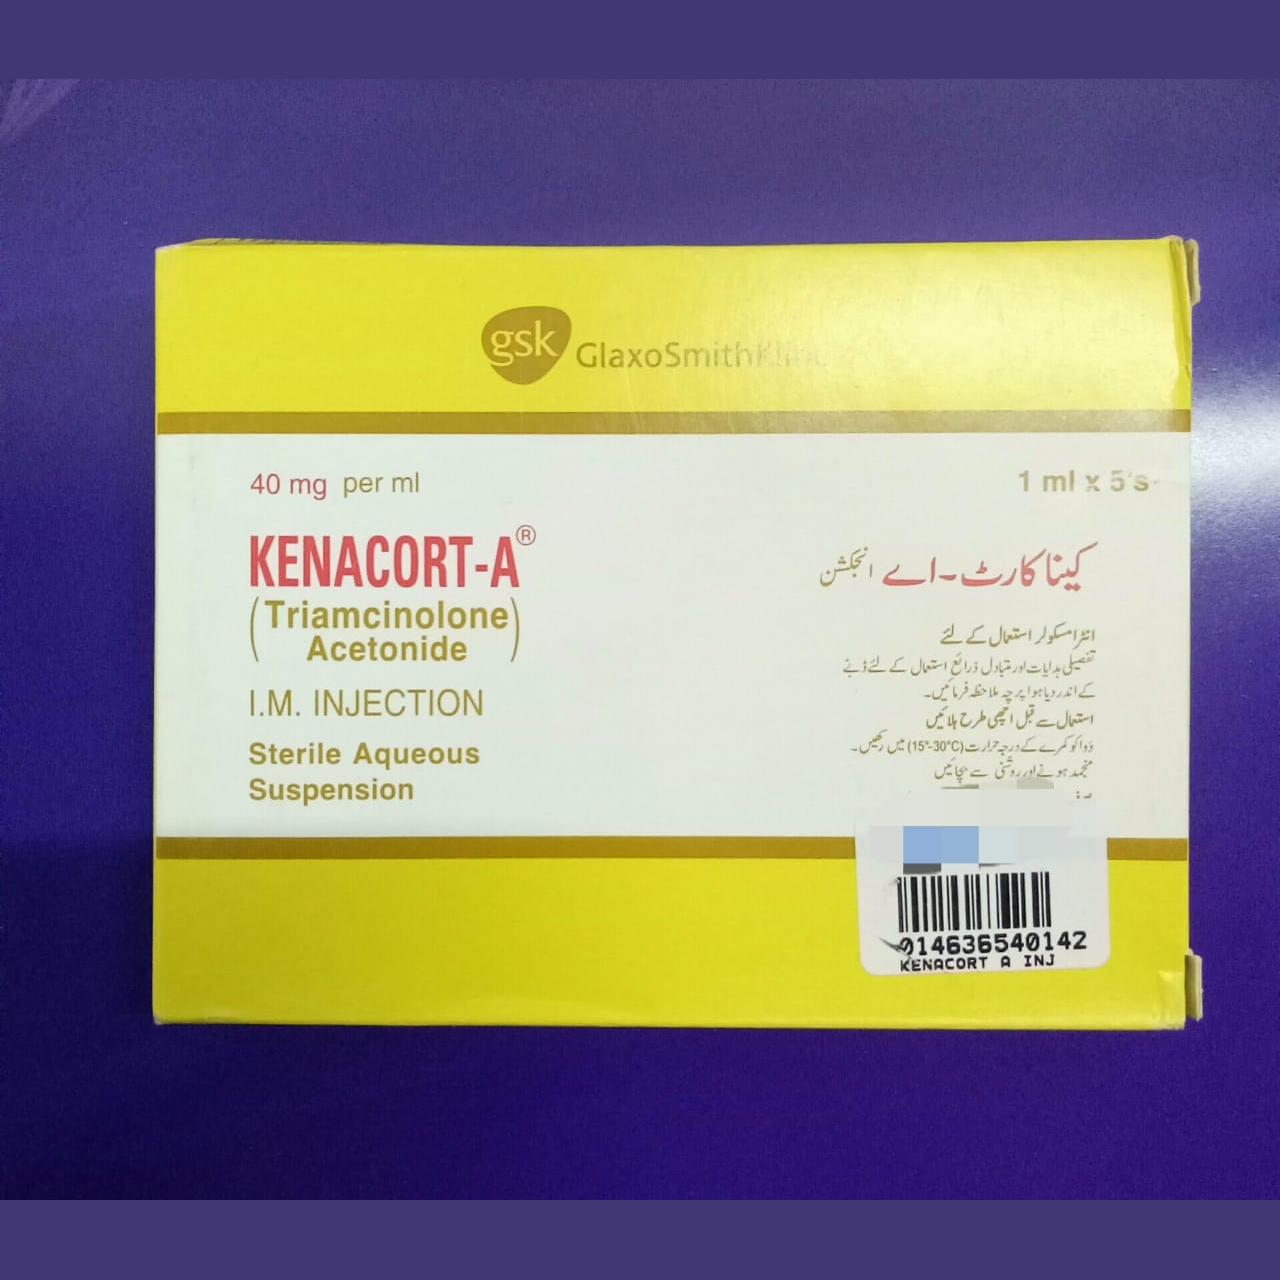 gsk GlaxoSmithKline
40 mg per ml
1 ml x 5's
KENACORT-A®
(Triamcinolone
Acetonide)
I.M. INJECTION
Sterile Aqueous
Suspension
کینا کارٹ-اے انجکشن
انٹرامسکولر استعمال کے لئے
تفصیلی ہدایات اور متبادل ذرائع استعمال کے لئے ڈبے
کے اندر دیا ہوا پرچہ ملاحظہ فرمائیں۔
استعمال سے قبل اچھی طرح ہلائیں
دوا کو کمرے کے درجہ حرارت (15°-30°C) میں رکھیں۔
منجمد ہونے اور روشنی سے بچائیں
014636540142
KENACORT A INJ